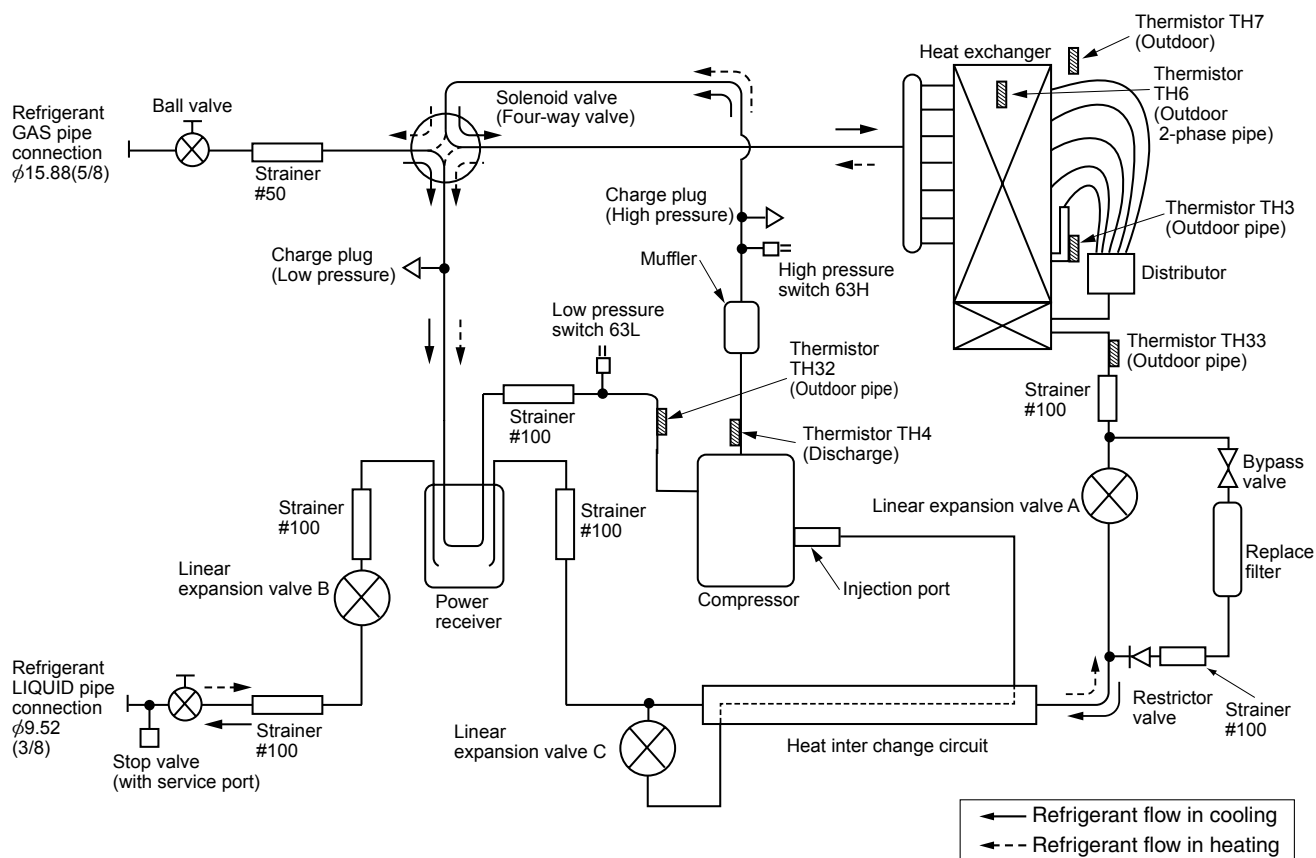 Thermistor TH7
(Outdoor)
Heat exchanger
Thermistor
TH6
(Outdoor
2-phase pipe)
Ball valve
Solenoid valve
(Four-way valve)
Refrigerant
GAS pipe
connection
ϕ15.88(5/8)
Strainer
#50
Charge plug
(High pressure)
Thermistor TH3
(Outdoor pipe)
Charge plug
(Low pressure)
Muffler
High pressure
switch 63H
Distributor
Low pressure
switch 63L
Thermistor
TH32
(Outdoor pipe)
Thermistor TH33
(Outdoor pipe)
Strainer
#100
Strainer
#100
Thermistor TH4
(Discharge)
Bypass
valve
Strainer
#100
Strainer
#100
Linear expansion valve A
Replace
filter
Linear
expansion valve B
Injection port
Power
receiver
Compressor
Refrigerant
LIQUID pipe
connection
ϕ9.52
(3/8)
Strainer
#100
Restrictor
valve
Strainer
#100
Stop valve
(with service port)
Linear
expansion valve C
Heat inter change circuit
Refrigerant flow in cooling
Refrigerant flow in heating